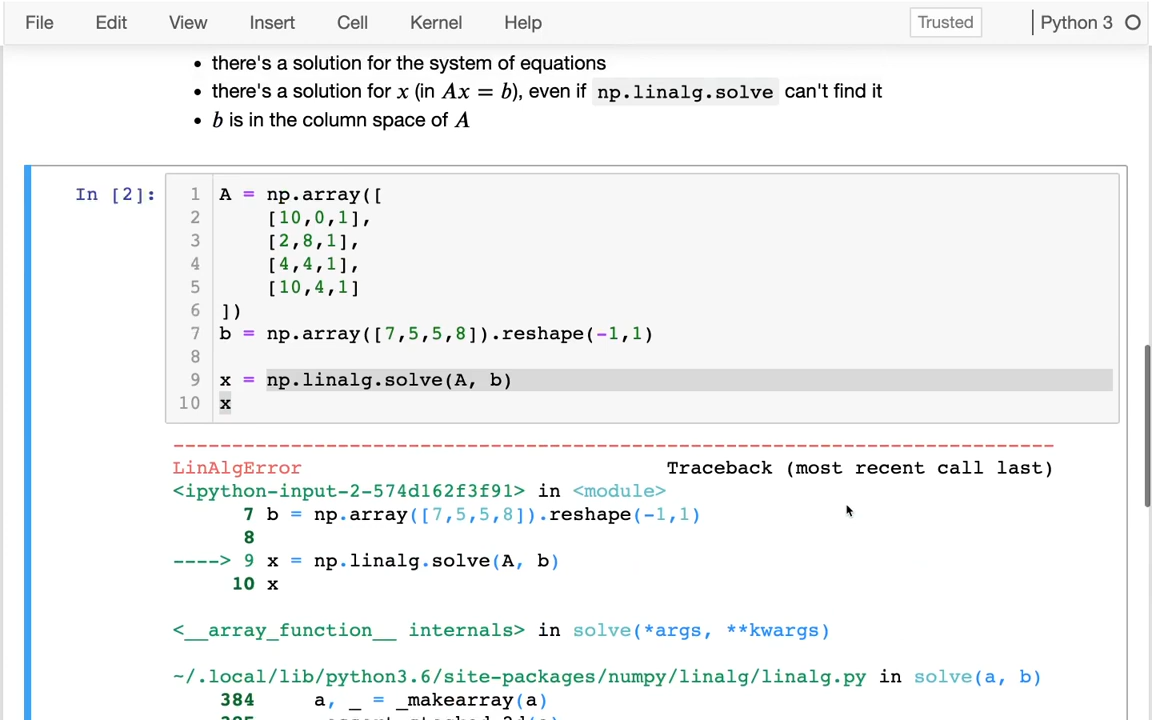 File Edit View Insert Cell Kernel Help Trusted Python 3
• there's a solution for the system of equations
• there's a solution for x (in Ax = b), even if np.linalg.solve can't find it
• b is in the column space of A
In [2]:
1 A = np.array([
2     [10,0,1],
3     [2,8,1],
4     [4,4,1],
5     [10,4,1]
6 ])
7 b = np.array([7,5,5,8]).reshape(-1,1)
8
9 x = np.linalg.solve(A, b)
10 x
---------------------------------------------------------------------------
LinAlgError                               Traceback (most recent call last)
<ipython-input-2-574d162f3f91> in <module>
      7 b = np.array([7,5,5,8]).reshape(-1,1)
      8
----> 9 x = np.linalg.solve(A, b)
     10 x
<__array_function__ internals> in solve(*args, **kwargs)
~/.local/lib/python3.6/site-packages/numpy/linalg/linalg.py in solve(a, b)
    384     a, _ = _makearray(a)